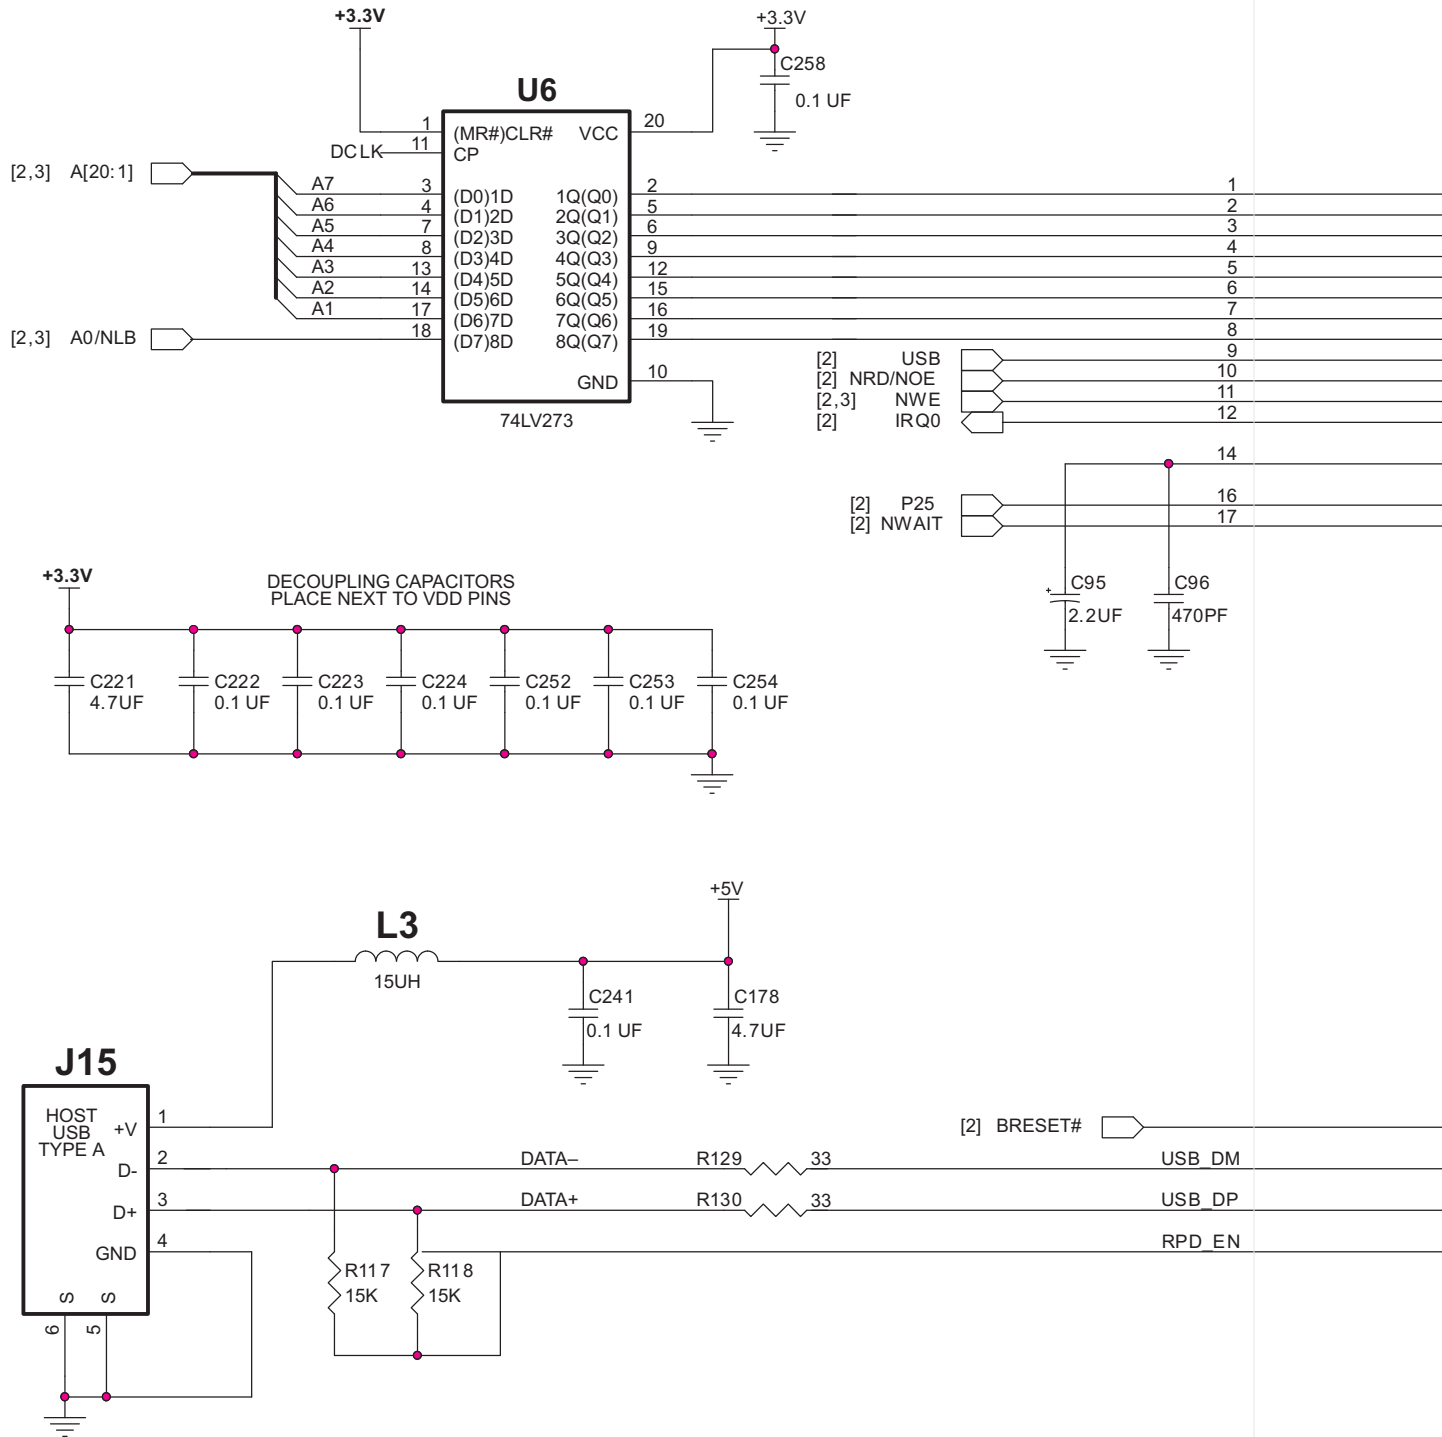 +3.3V
+3.3V
C258
0.1 UF
U6
1 (MR#)CLR# VCC 20
DCLK 11 CP
[2,3] A[20:1]
A7 3 (D0)1D 1Q(Q0) 2 1
A6 4 (D1)2D 2Q(Q1) 5 2
A5 7 (D2)3D 3Q(Q2) 6 3
A4 8 (D3)4D 4Q(Q3) 9 4
A3 13 (D4)5D 5Q(Q4) 12 5
A2 14 (D5)6D 6Q(Q5) 15 6
A1 17 (D6)7D 7Q(Q6) 16 7
[2,3] A0/NLB 18 (D7)8D 8Q(Q7) 19 8
[2] USB 9
GND 10
[2] NRD/NOE 10
[2,3] NWE 11
[2] IRQ0 12
74LV273
14
[2] P25 16
[2] NWAIT 17
+3.3V
DECOUPLING CAPACITORS
PLACE NEXT TO VDD PINS
+ C95
2.2UF
C96
470PF
C221
4.7UF
C222
0.1 UF
C223
0.1 UF
C224
0.1 UF
C252
0.1 UF
C253
0.1 UF
C254
0.1 UF
+5V
L3
15UH
C241
0.1 UF
C178
4.7UF
J15
HOST
USB
TYPE A
+V 1
D- 2
D+ 3
GND 4
S 6
S 5
[2] BRESET#
DATA– R129 33 USB_DM
DATA+ R130 33 USB_DP
RPD_EN
R117
15K
R118
15K